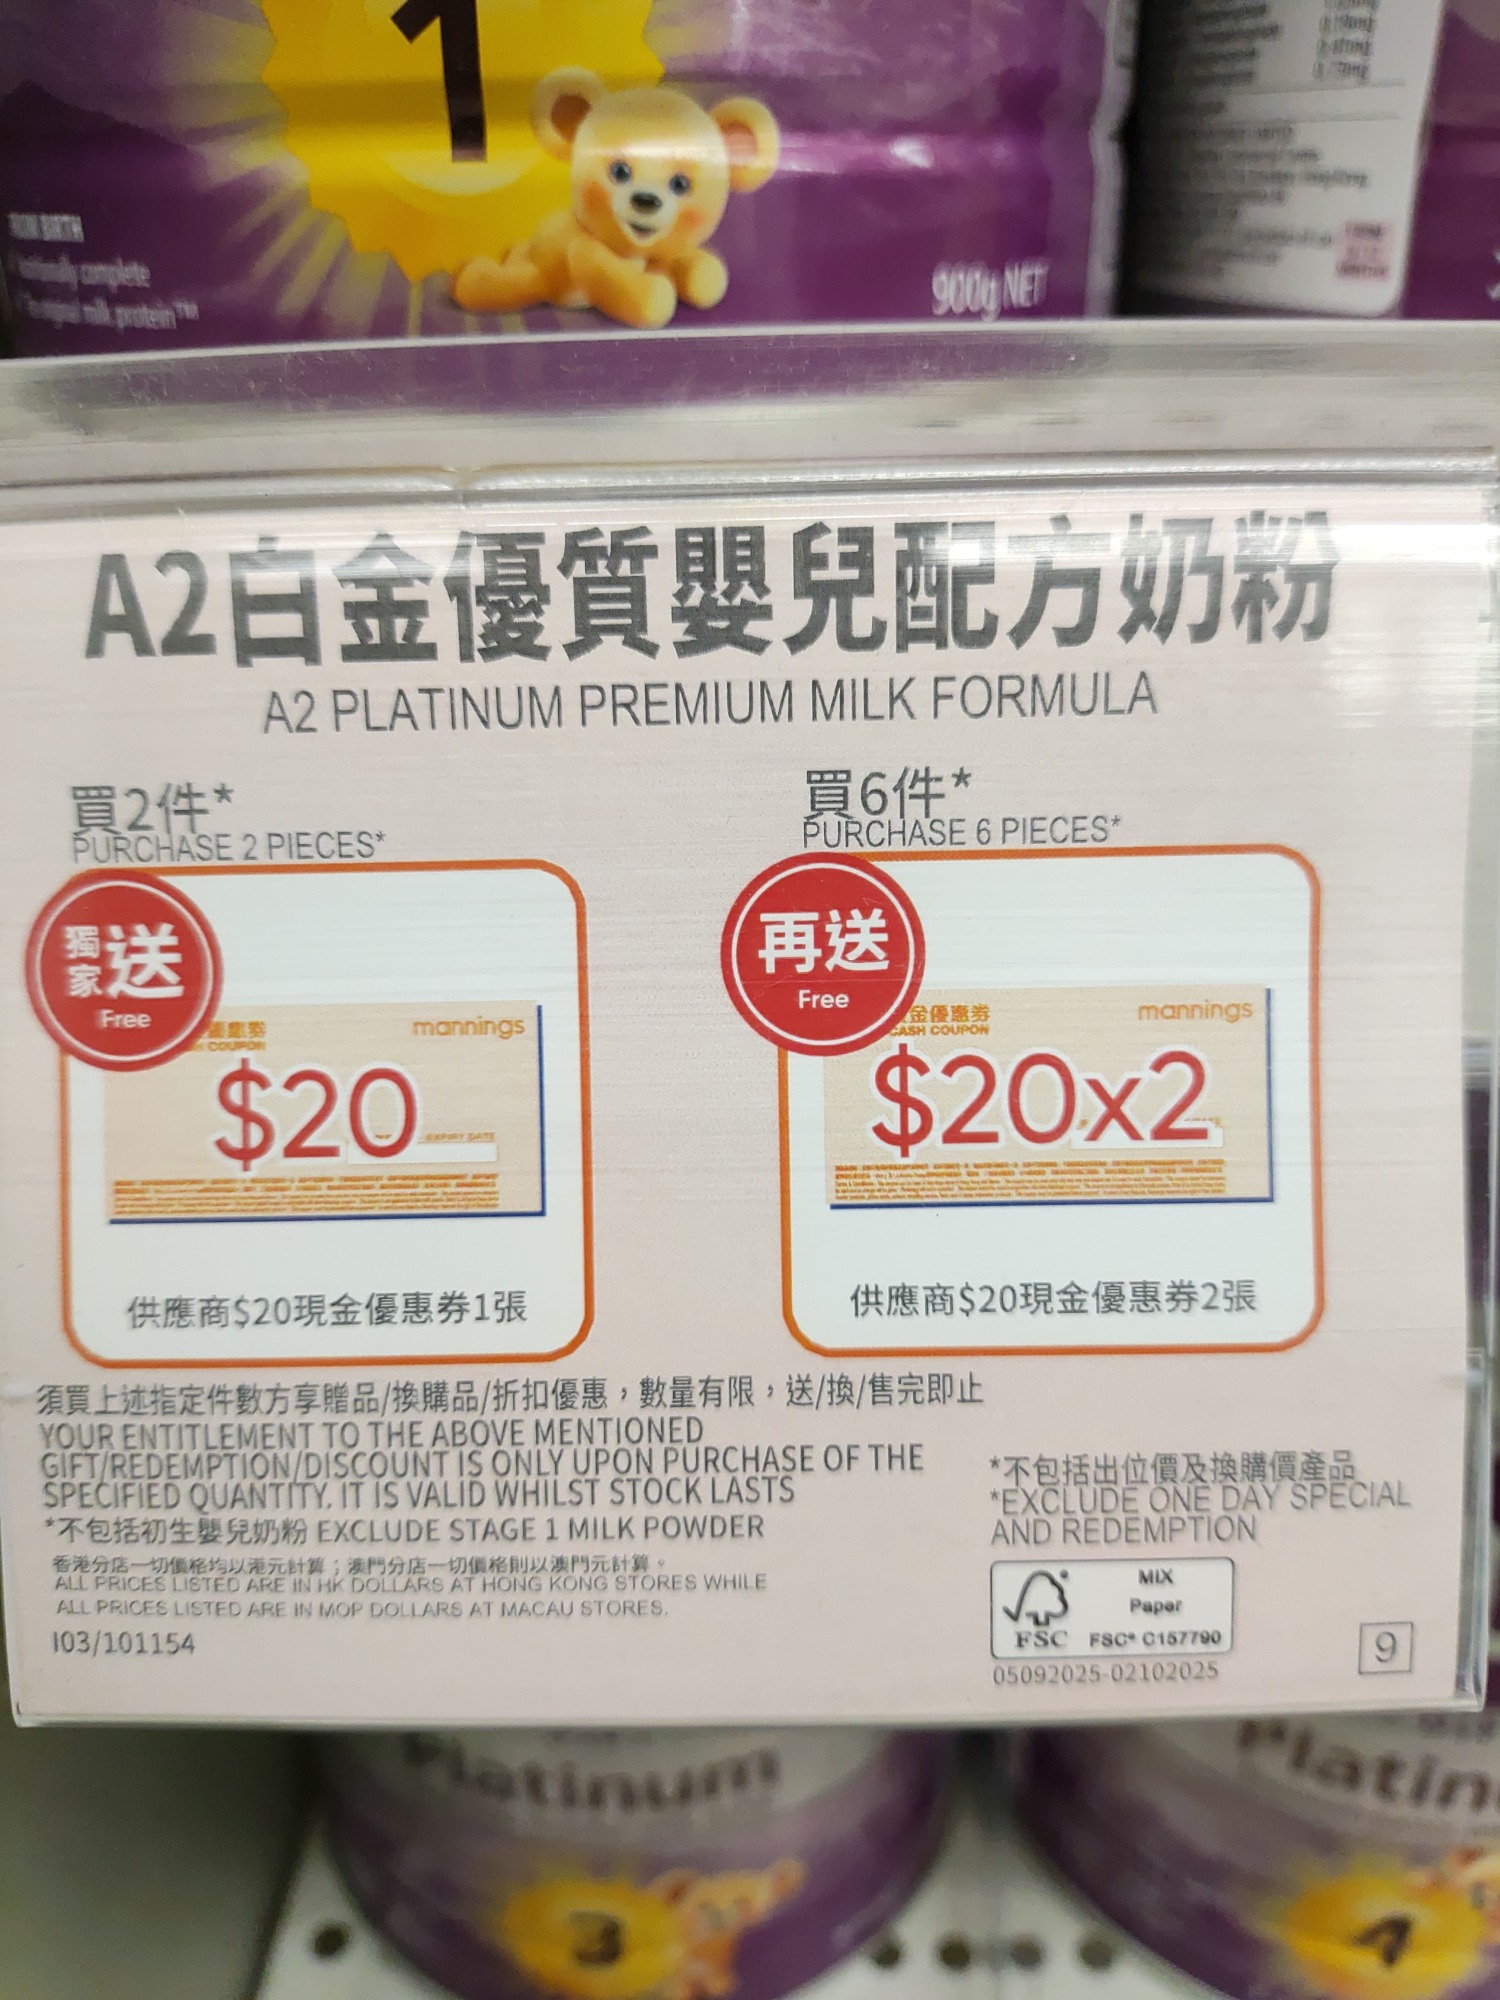 1
900g NET
A2白金優質嬰兒配方奶粉
A2 PLATINUM PREMIUM MILK FORMULA
買2件*
PURCHASE 2 PIECES*
獨家送
Free
mannings
$20
EXPIRY DATE
供應商$20現金優惠券1張
買6件*
PURCHASE 6 PIECES*
再送
Free
金優惠券
CASH COUPON
mannings
$20x2
供應商$20現金優惠券2張
須買上述指定件數方享贈品/換購品/折扣優惠，數量有限，送/換/售完即止
YOUR ENTITLEMENT TO THE ABOVE MENTIONED
GIFT/REDEMPTION/DISCOUNT IS ONLY UPON PURCHASE OF THE
SPECIFIED QUANTITY. IT IS VALID WHILST STOCK LASTS
*不包括初生嬰兒奶粉 EXCLUDE STAGE 1 MILK POWDER
香港分店一切價格均以港元計算；澳門分店一切價格則以澳門元計算。
ALL PRICES LISTED ARE IN HK DOLLARS AT HONG KONG STORES WHILE
ALL PRICES LISTED ARE IN MOP DOLLARS AT MACAU STORES.
I03/101154
*不包括出位價及換購價產品
*EXCLUDE ONE DAY SPECIAL
AND REDEMPTION
MIX
Paper
FSC
FSC® C157790
05092025-02102025
9
Platinum
3
Platin
4